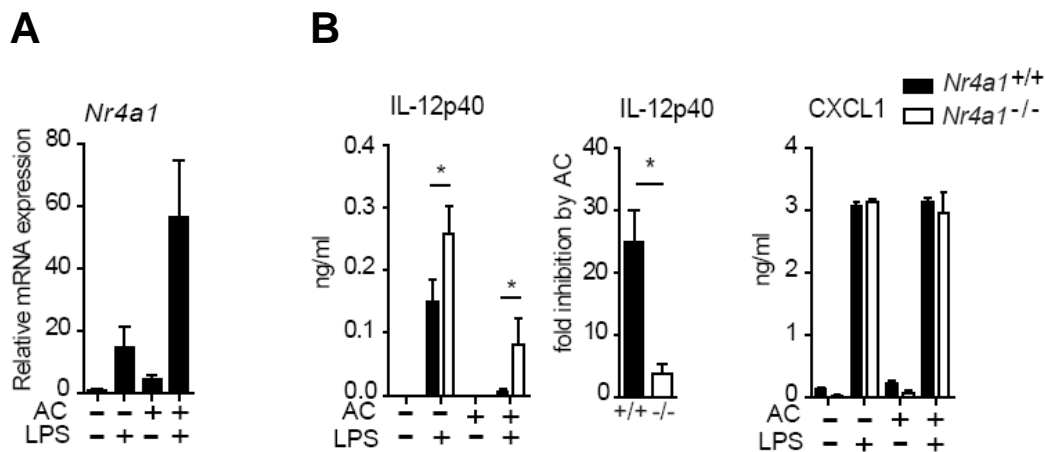 A
B
Nr4a1
Relative mRNA expression
80
60
40
20
0
AC - - + +
LPS - + - +
IL-12p40
ng/ml
0.4
0.3
0.2
0.1
0.0
*
*
AC - - + +
LPS - + - +
IL-12p40
fold inhibition by AC
40
30
20
10
0
*
+/+ -/-
CXCL1
Nr4a1+/+
Nr4a1-/-
ng/ml
4
3
2
1
0
AC - - + +
LPS - + - +